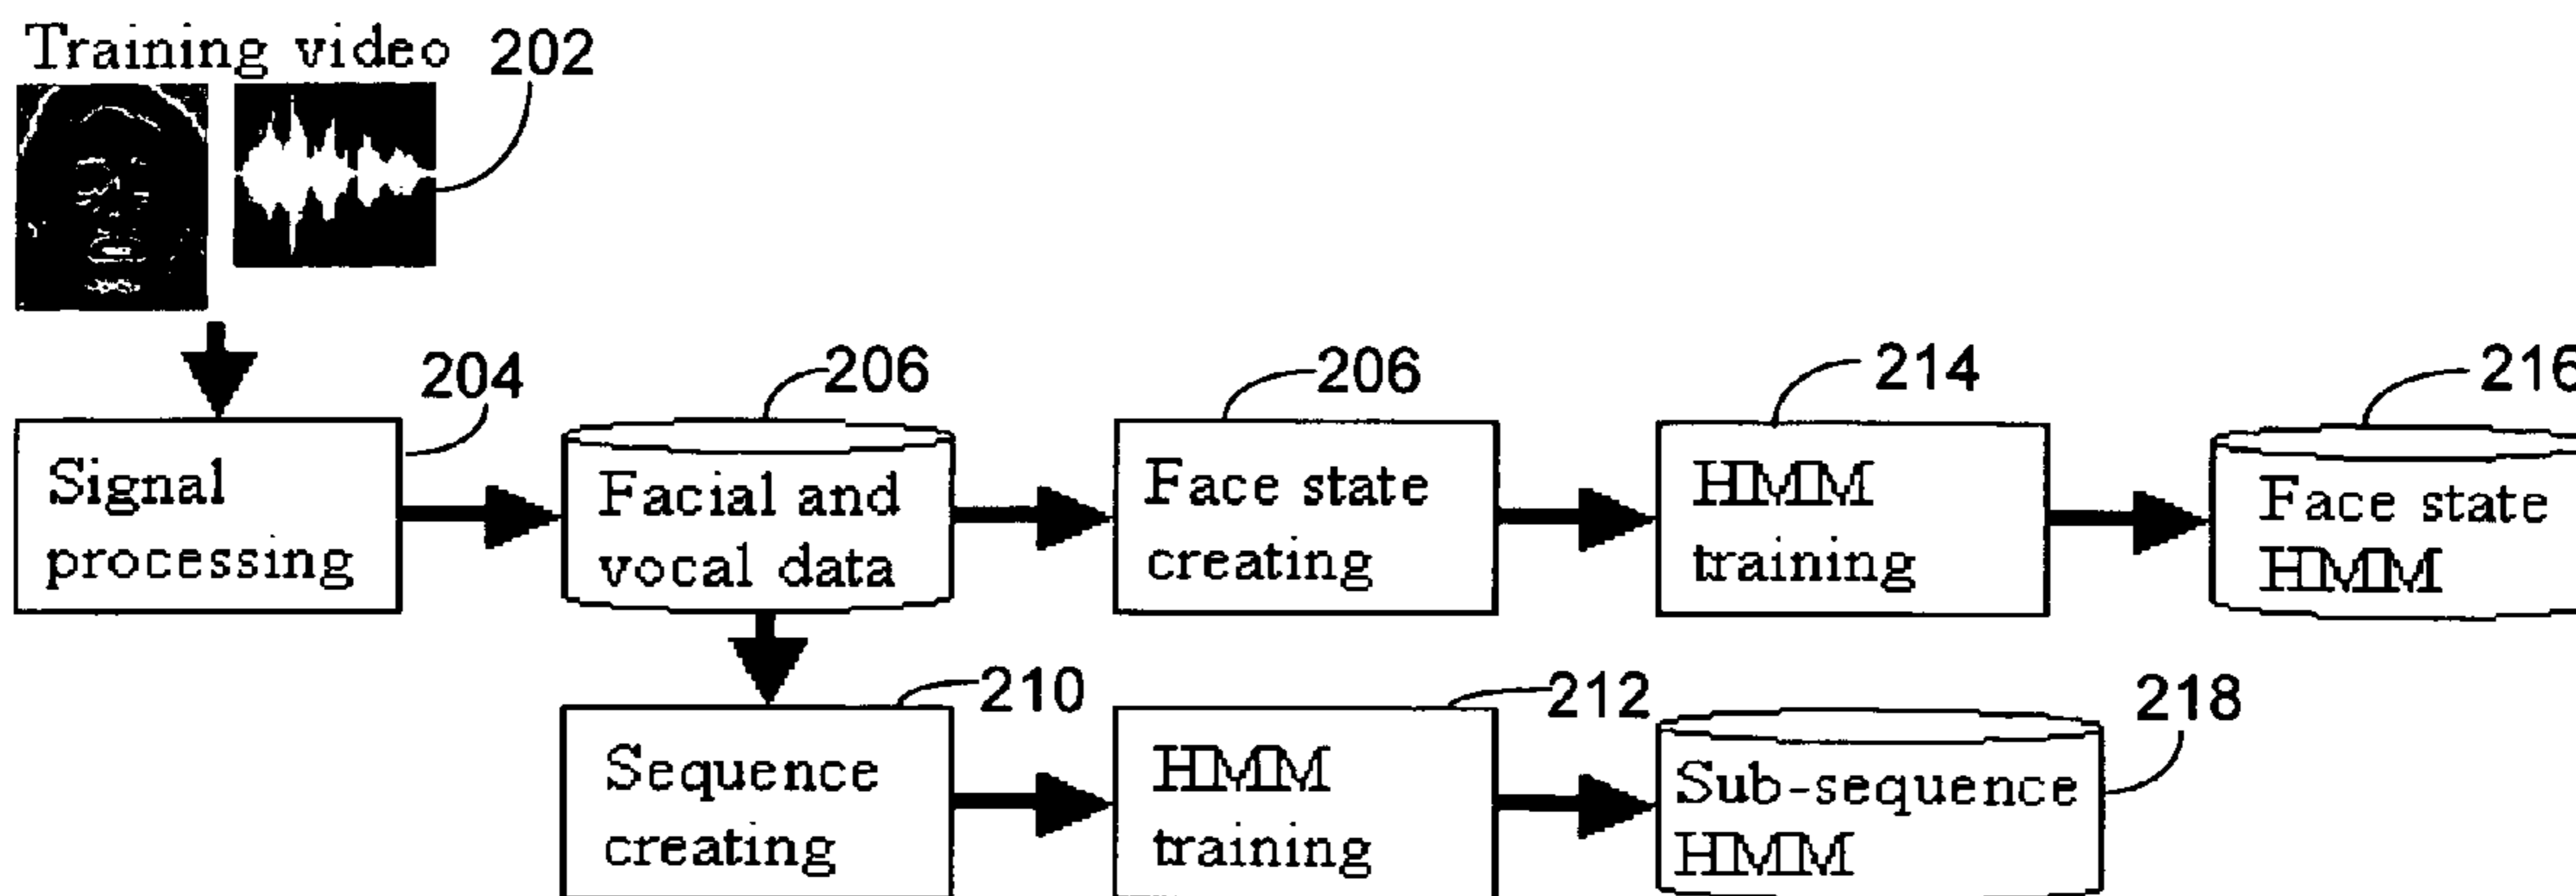 Training video 202
204
206
206
214
216
Signal
processing
Facial and
vocal data
Face state
creating
HMM
training
Face state
HMM
210
212
218
Sequence
creating
HMM
training
Sub-sequence
HMM